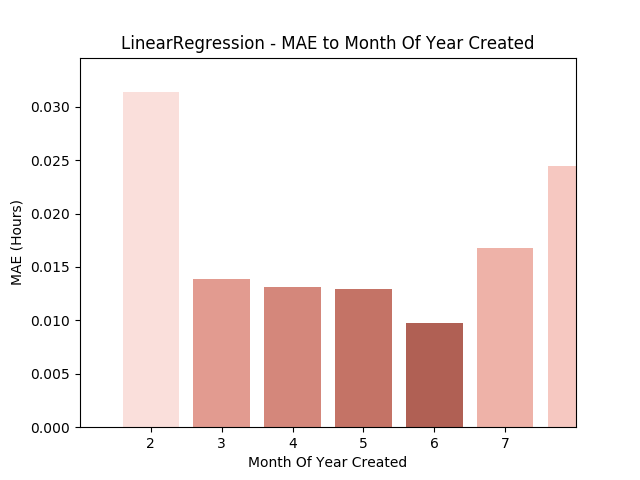 LinearRegression - MAE to Month Of Year Created
0.030
0.025
0.020
0.015
0.010
0.005
0.000
MAE (Hours)
2 3 4 5 6 7
Month Of Year Created